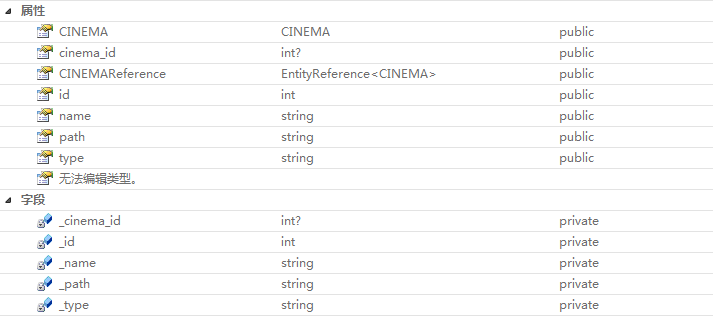 属性
CINEMA CINEMA public
cinema_id int? public
CINEMAReference EntityReference<CINEMA> public
id int public
name string public
path string public
type string public
无法编辑类型。
字段
_cinema_id int? private
_id int private
_name string private
_path string private
_type string private